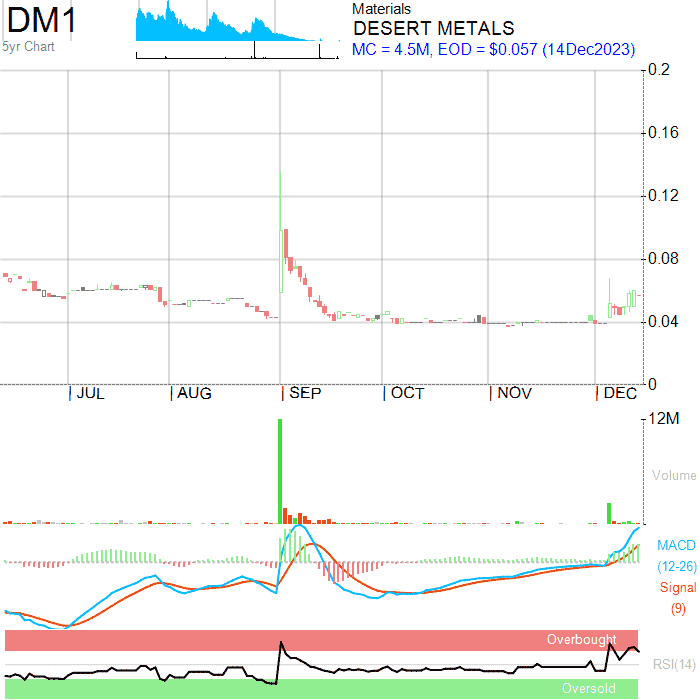 DM1
5yr Chart
Materials
DESERT METALS
MC = 4.5M, EOD = $0.057 (14Dec2023)
0.2
0.16
0.12
0.08
0.04
0
JUL AUG SEP OCT NOV DEC
12M
Volume
MACD
(12-26)
Signal
(9)
Overbought
RSI(14)
Oversold